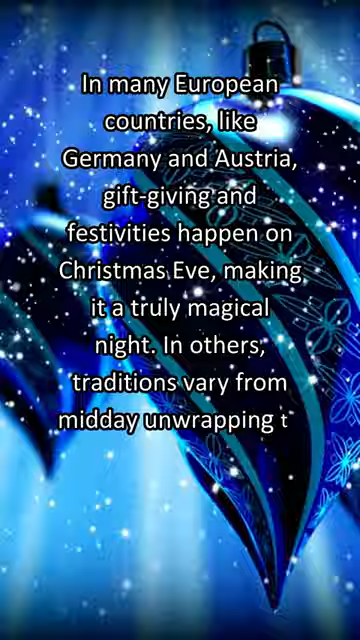 In many European
countries, like
Germany and Austria,
gift-giving and
festivities happen on
Christmas Eve, making
it a truly magical
night. In others,
traditions vary from
midday unwrapping t